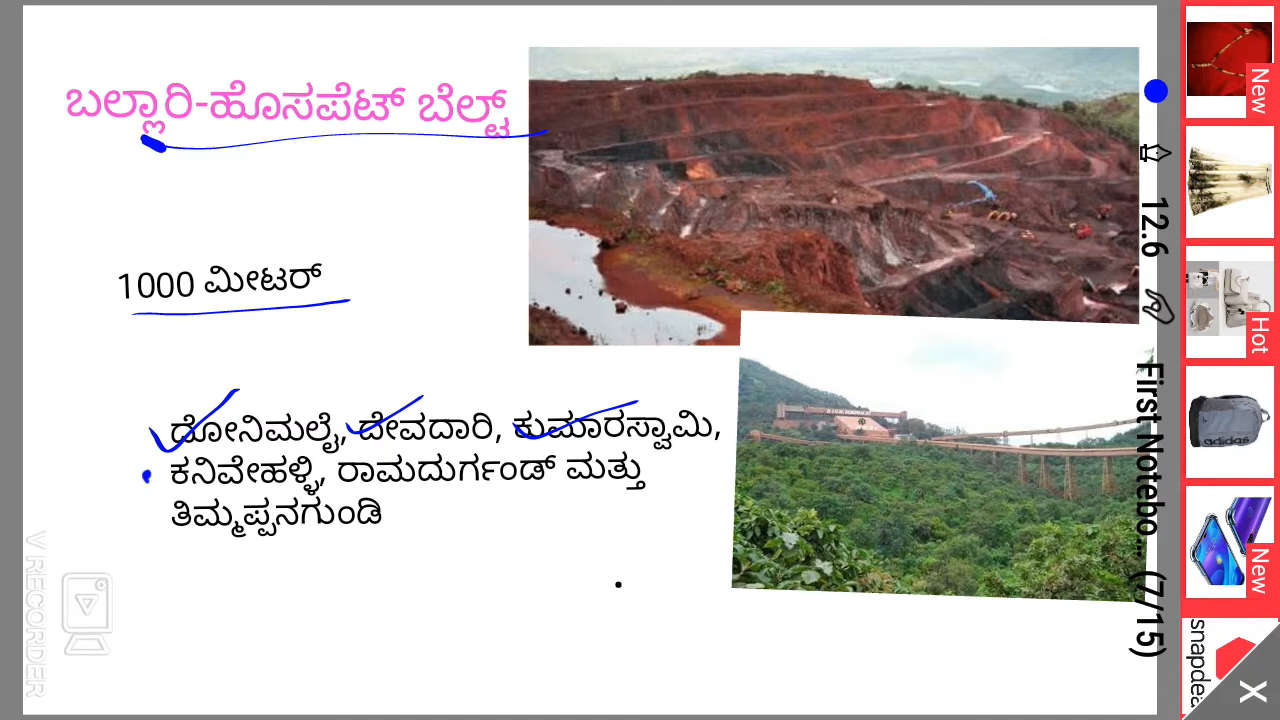 ಬಲ್ಲಾರಿ-ಹೊಸಪೆಟ್ ಬೆಲ್ಟ್
1000 ಮೀಟರ್
ದೋನಿಮಲೈ, ದೇವದಾರಿ, ಕುಮಾರಸ್ವಾಮಿ,
ಕನಿವೇಹಳ್ಳಿ, ರಾಮದುರ್ಗಂಡ್ ಮತ್ತು
ತಿಮ್ಮಪ್ಪನಗುಂಡಿ
12.6
First Notebo... (7/15)
New
Hot
adidas
New
snapdea
X
V RECORDER